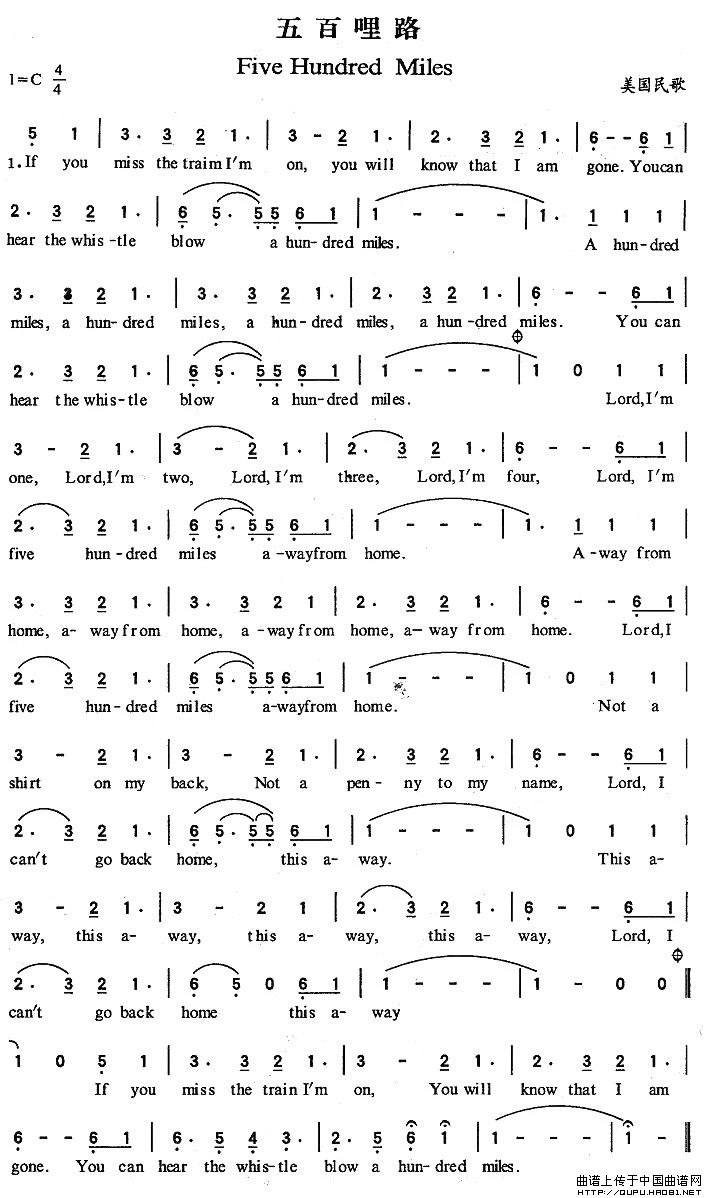 五百哩路
Five Hundred Miles
1=C 4/4
美国民歌
5 1 | 3. 3 2 1. | 3 - 2 1. | 2. 3 2 1. | 6 - - 6 1 |
1.If you miss the traim I'm on, you will know that I am gone. Youcan
2. 3 2 1. | 6 5. 5 5 6 1 | 1 - - - | 1. 1 1 1 |
hear the whis-tle blow a hun-dred miles. A hun-dred
3. 3 2 1. | 3. 3 2 1. | 2. 3 2 1. | 6 - - 6 1 |
miles, a hun-dred miles, a hun-dred miles, a hun-dred miles. You can
2. 3 2 1. | 6 5. 5 5 6 1 | 1 - - - | 1 0 1 1 |
hear the whis-tle blow a hun-dred miles. Lord,I'm
3 - 2 1. | 3 - 2 1. | 2. 3 2 1. | 6 - - 6 1 |
one, Lord,I'm two, Lord, I'm three, Lord,I'm four, Lord, I'm
2. 3 2 1. | 6 5. 5 5 6 1 | 1 - - - | 1. 1 1 1 |
five hun-dred miles a-wayfrom home. A-way from
3. 3 2 1. | 3. 3 2 1 | 2. 3 2 1. | 6 - - 6 1 |
home, a-way from home, a-way from home, a-way from home. Lord,I
2. 3 2 1. | 6 5. 5 5 6 1 | 1 - - - | 1 0 1 1 |
five hun-dred miles a-wayfrom home. Not a
3 - 2 1. | 3 - 2 1. | 2. 3 2 1. | 6 - - 6 1 |
shirt on my back, Not a pen-ny to my name, Lord, I
2. 3 2 1. | 6 5. 5 5 6 1 | 1 - - - | 1 0 1 1 |
can't go back home, this a-way. This a-
3 - 2 1. | 3 - 2 1 | 2. 3 2 1. | 6 - - 6 1 |
way, this a-way, this a-way, this a-way, Lord, I
2. 3 2 1. | 6 5 0 6 1 | 1 - - - | 1 - 0 0 ‖
can't go back home this a-way
1 0 5 1 | 3. 3 2 1. | 3 - 2 1. | 2. 3 2 1. |
If you miss the train I'm on, You will know that I am
6 - - 6 1 | 6. 5 4 3. | 2. 5 6 1 | 1 - - - | 1 -
gone. You can hear the whis-tle blow a hun-dred miles.
曲谱上传于中国曲谱网
HTTP://QUPU.HAO81.NET